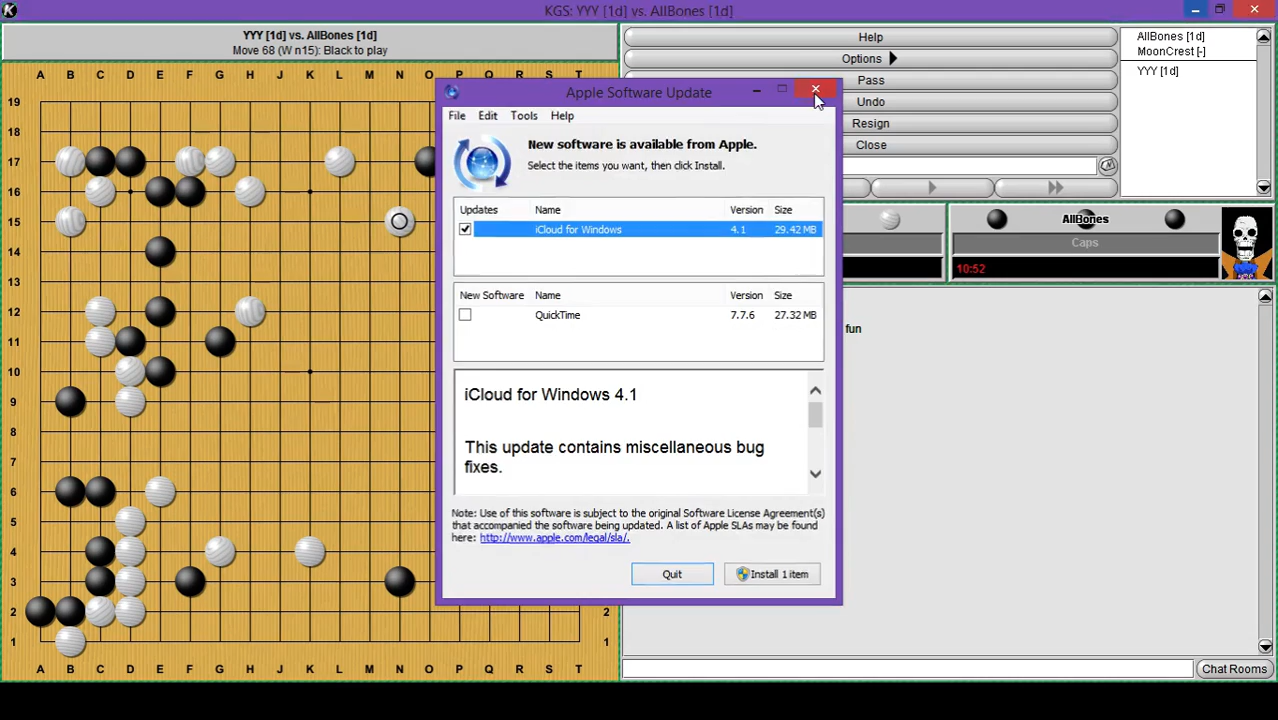 KGS: YYY [1d] vs. AllBones [1d]
YYY [1d] vs. AllBones [1d]
Move 68 (W n15): Black to play
A B C D E F G H J K L M N O
19
18
17
16
15
14
13
12
11
10
9
8
7
6
5
4
3
2 2
1 1
A B C D E F G H J K L M N O P Q R S T
Apple Software Update
File Edit Tools Help
New software is available from Apple.
Select the items you want, then click Install.
Updates Name Version Size
iCloud for Windows 4.1 29.42 MB
New Software Name Version Size
QuickTime 7.7.6 27.32 MB
iCloud for Windows 4.1
This update contains miscellaneous bug
fixes.
Note: Use of this software is subject to the original Software License Agreement(s)
that accompanied the software being updated. A list of Apple SLAs may be found
here: http://www.apple.com/legal/sla/.
Quit Install 1 item
Help
Options
Pass
Undo
Resign
Close
AllBones [1d]
MoonCrest [-]
YYY [1d]
AllBones
Caps
10:52
fun
Chat Rooms